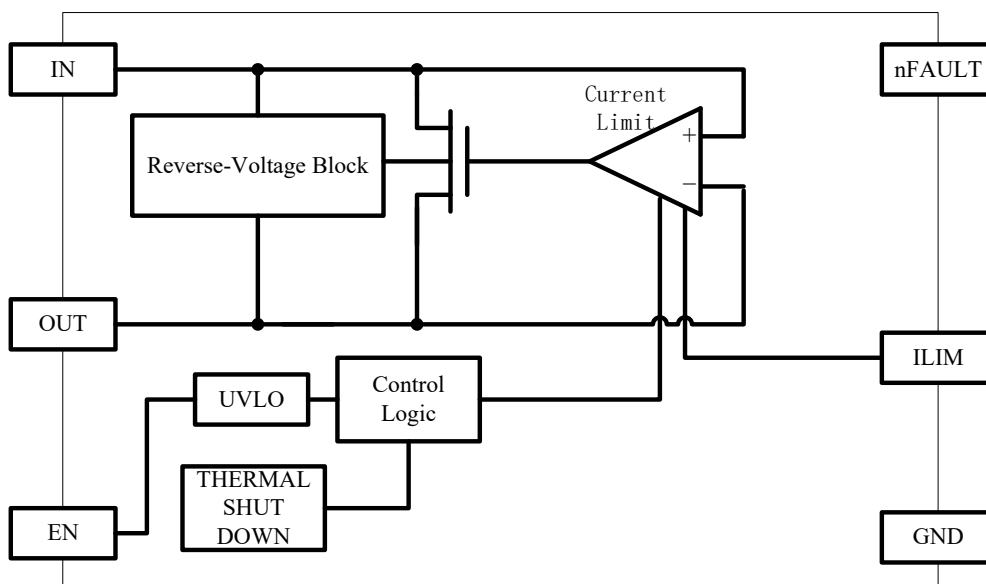 IN
nFAULT
Current
Limit
+
Reverse-Voltage Block
−
OUT
ILIM
Control
Logic
UVLO
THERMAL
SHUT
DOWN
EN
GND